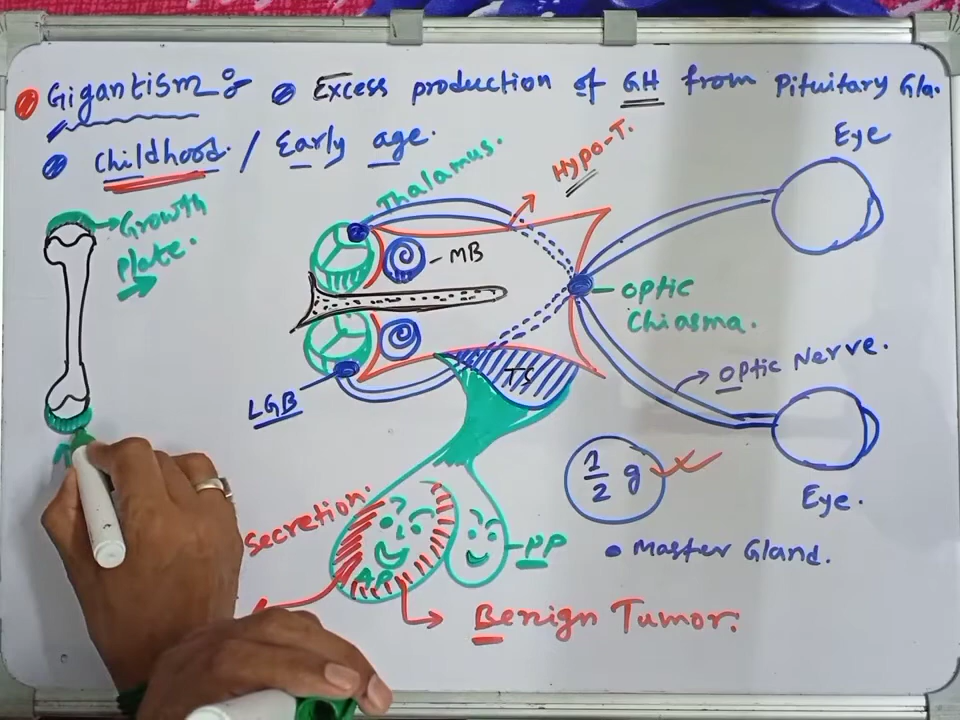 Gigantism : Excess production of GH from Pituitary Gla.
Childhood. / Early age.
Growth
Plate.
Thalamus.
Hypo-T.
Eye
MB
Optic
Chiasma.
Optic Nerve.
TC
LGB
1/2 g
Eye.
Secretion.
AP
PP
Master Gland.
Benign Tumor.